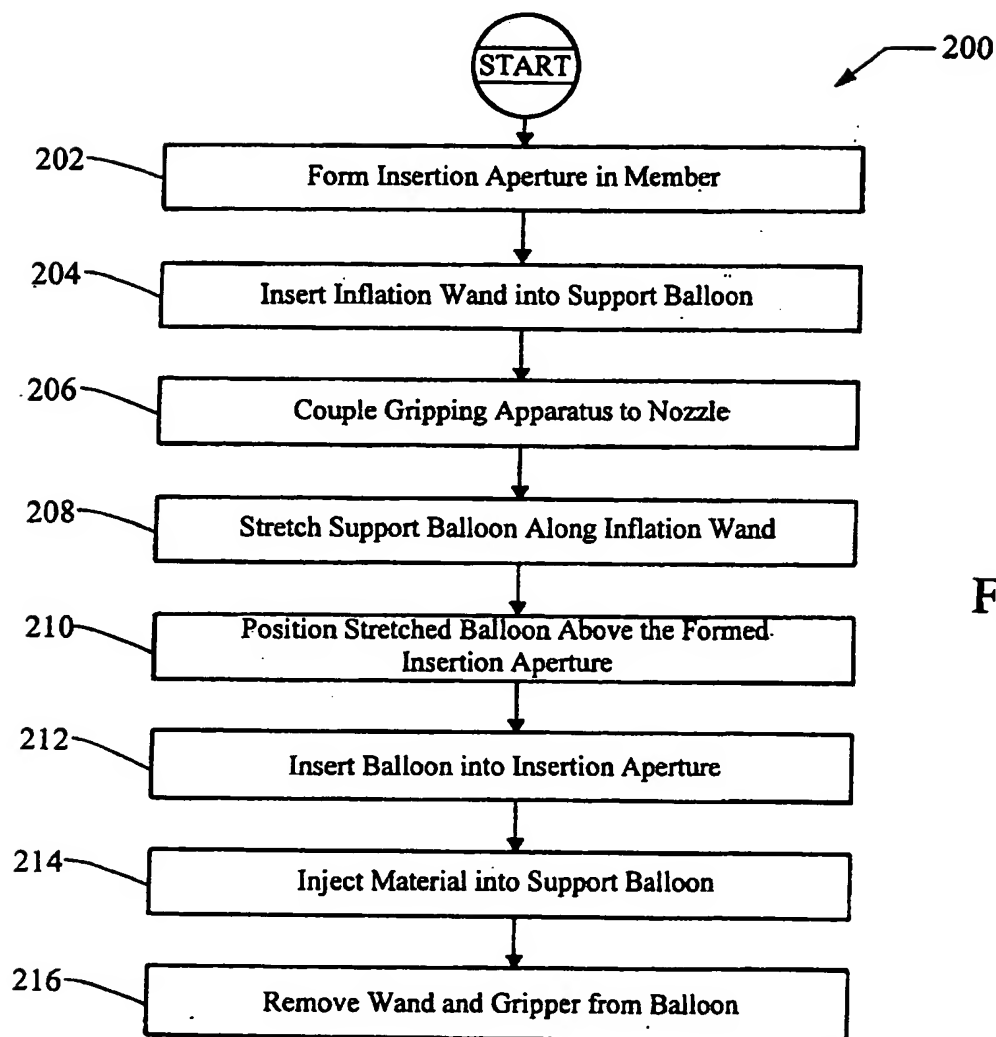 START
200
202
Form Insertion Aperture in Member
204
Insert Inflation Wand into Support Balloon
206
Couple Gripping Apparatus to Nozzle
208
Stretch Support Balloon Along Inflation Wand
F
210
Position Stretched Balloon Above the Formed
Insertion Aperture
212
Insert Balloon into Insertion Aperture
214
Inject Material into Support Balloon
216
Remove Wand and Gripper from Balloon